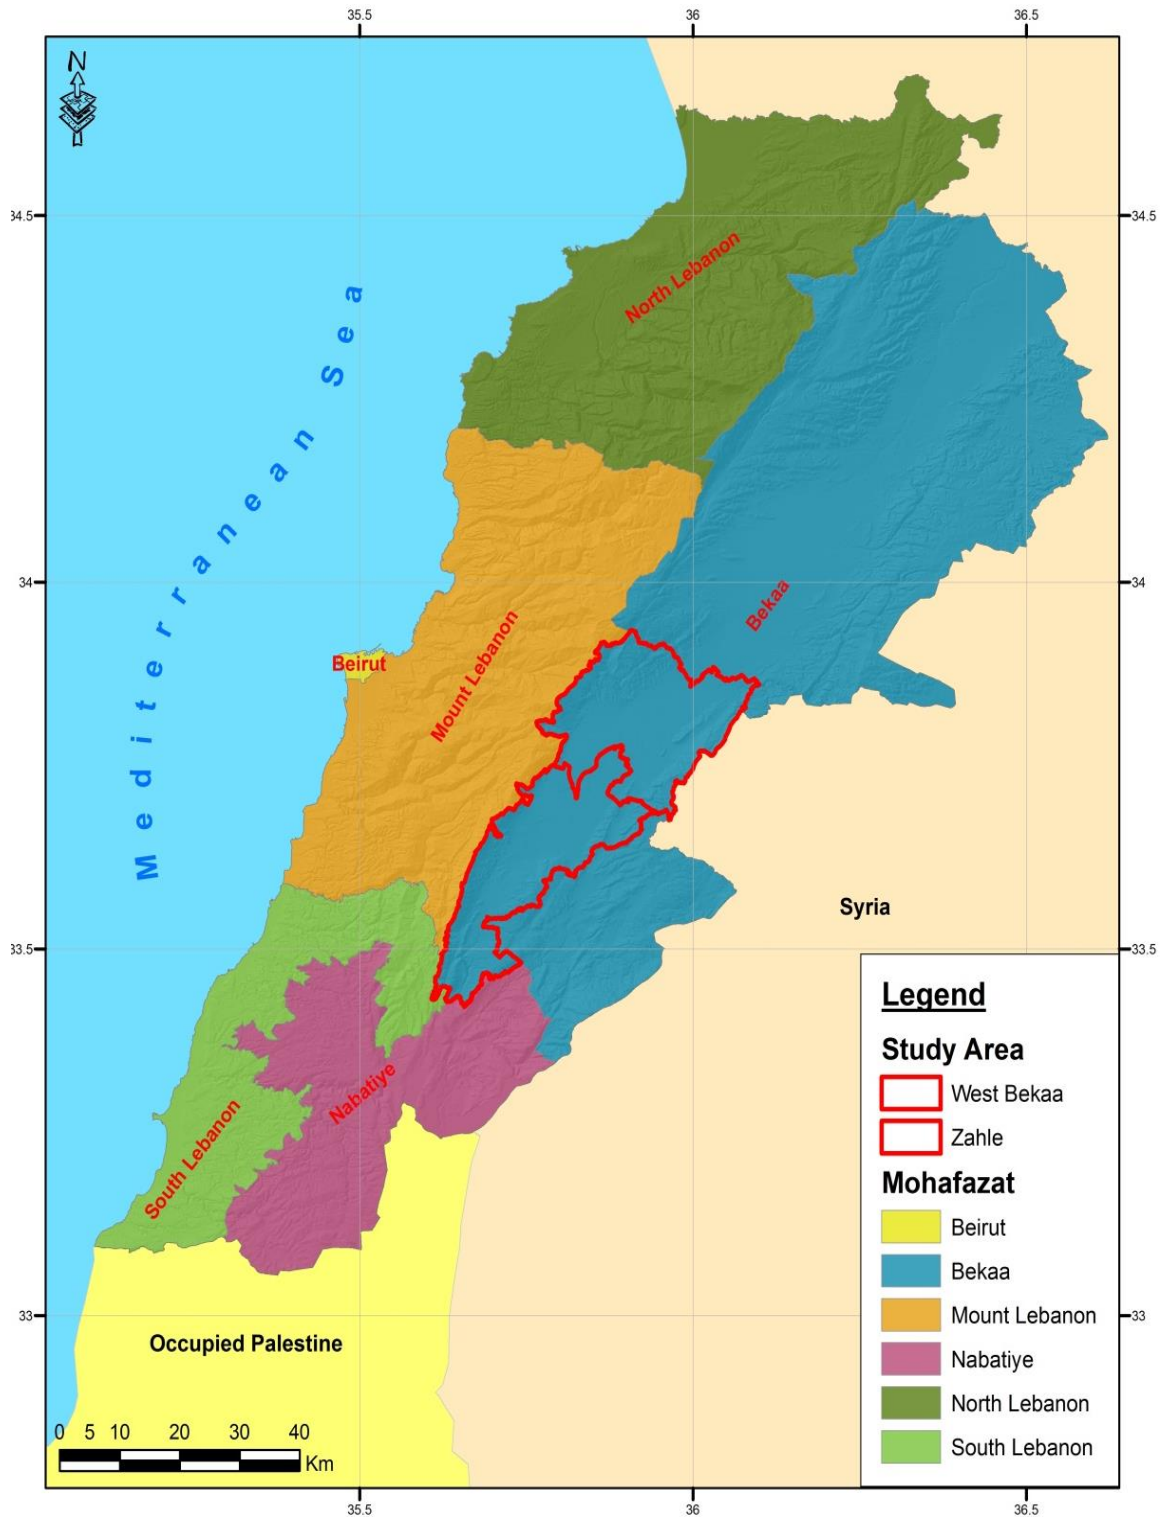 35.5
36
36.5
N
34.5
34.5
North Lebanon
Mediterranean Sea
34
34
Bekaa
Beirut
Mount Lebanon
Syria
33.5
33.5
Nabatiye
South Lebanon
Legend
Study Area
West Bekaa
Zahle
Mohafazat
Beirut
Bekaa
Mount Lebanon
Nabatiye
North Lebanon
South Lebanon
33
33
Occupied Palestine
0 5 10 20 30 40
Km
35.5
36
36.5